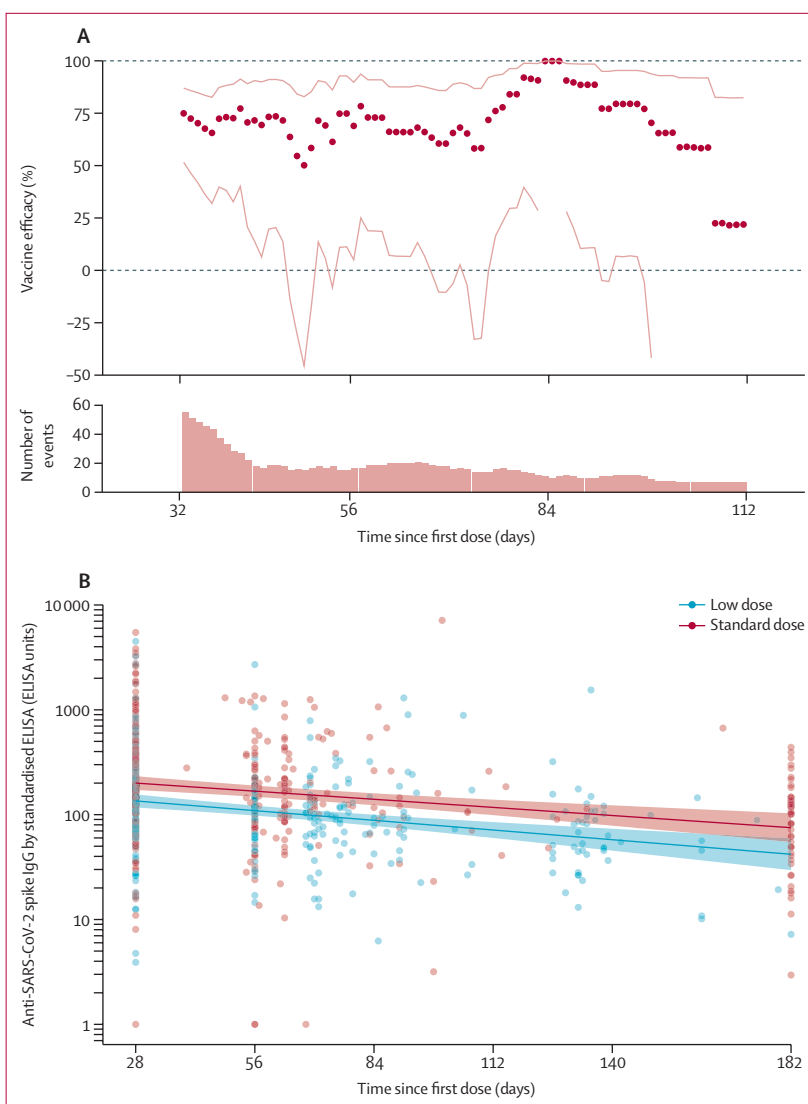 A
100
75
50
25
0
−25
−50
Vaccine efficacy (%)
60
40
20
0
Number of
events
32
56
84
112
Time since first dose (days)
B
Low dose
Standard dose
10 000
1000
100
10
1
Anti-SARS-CoV-2 spike IgG by standardised ELISA (ELISA units)
28
56
84
112
140
182
Time since first dose (days)